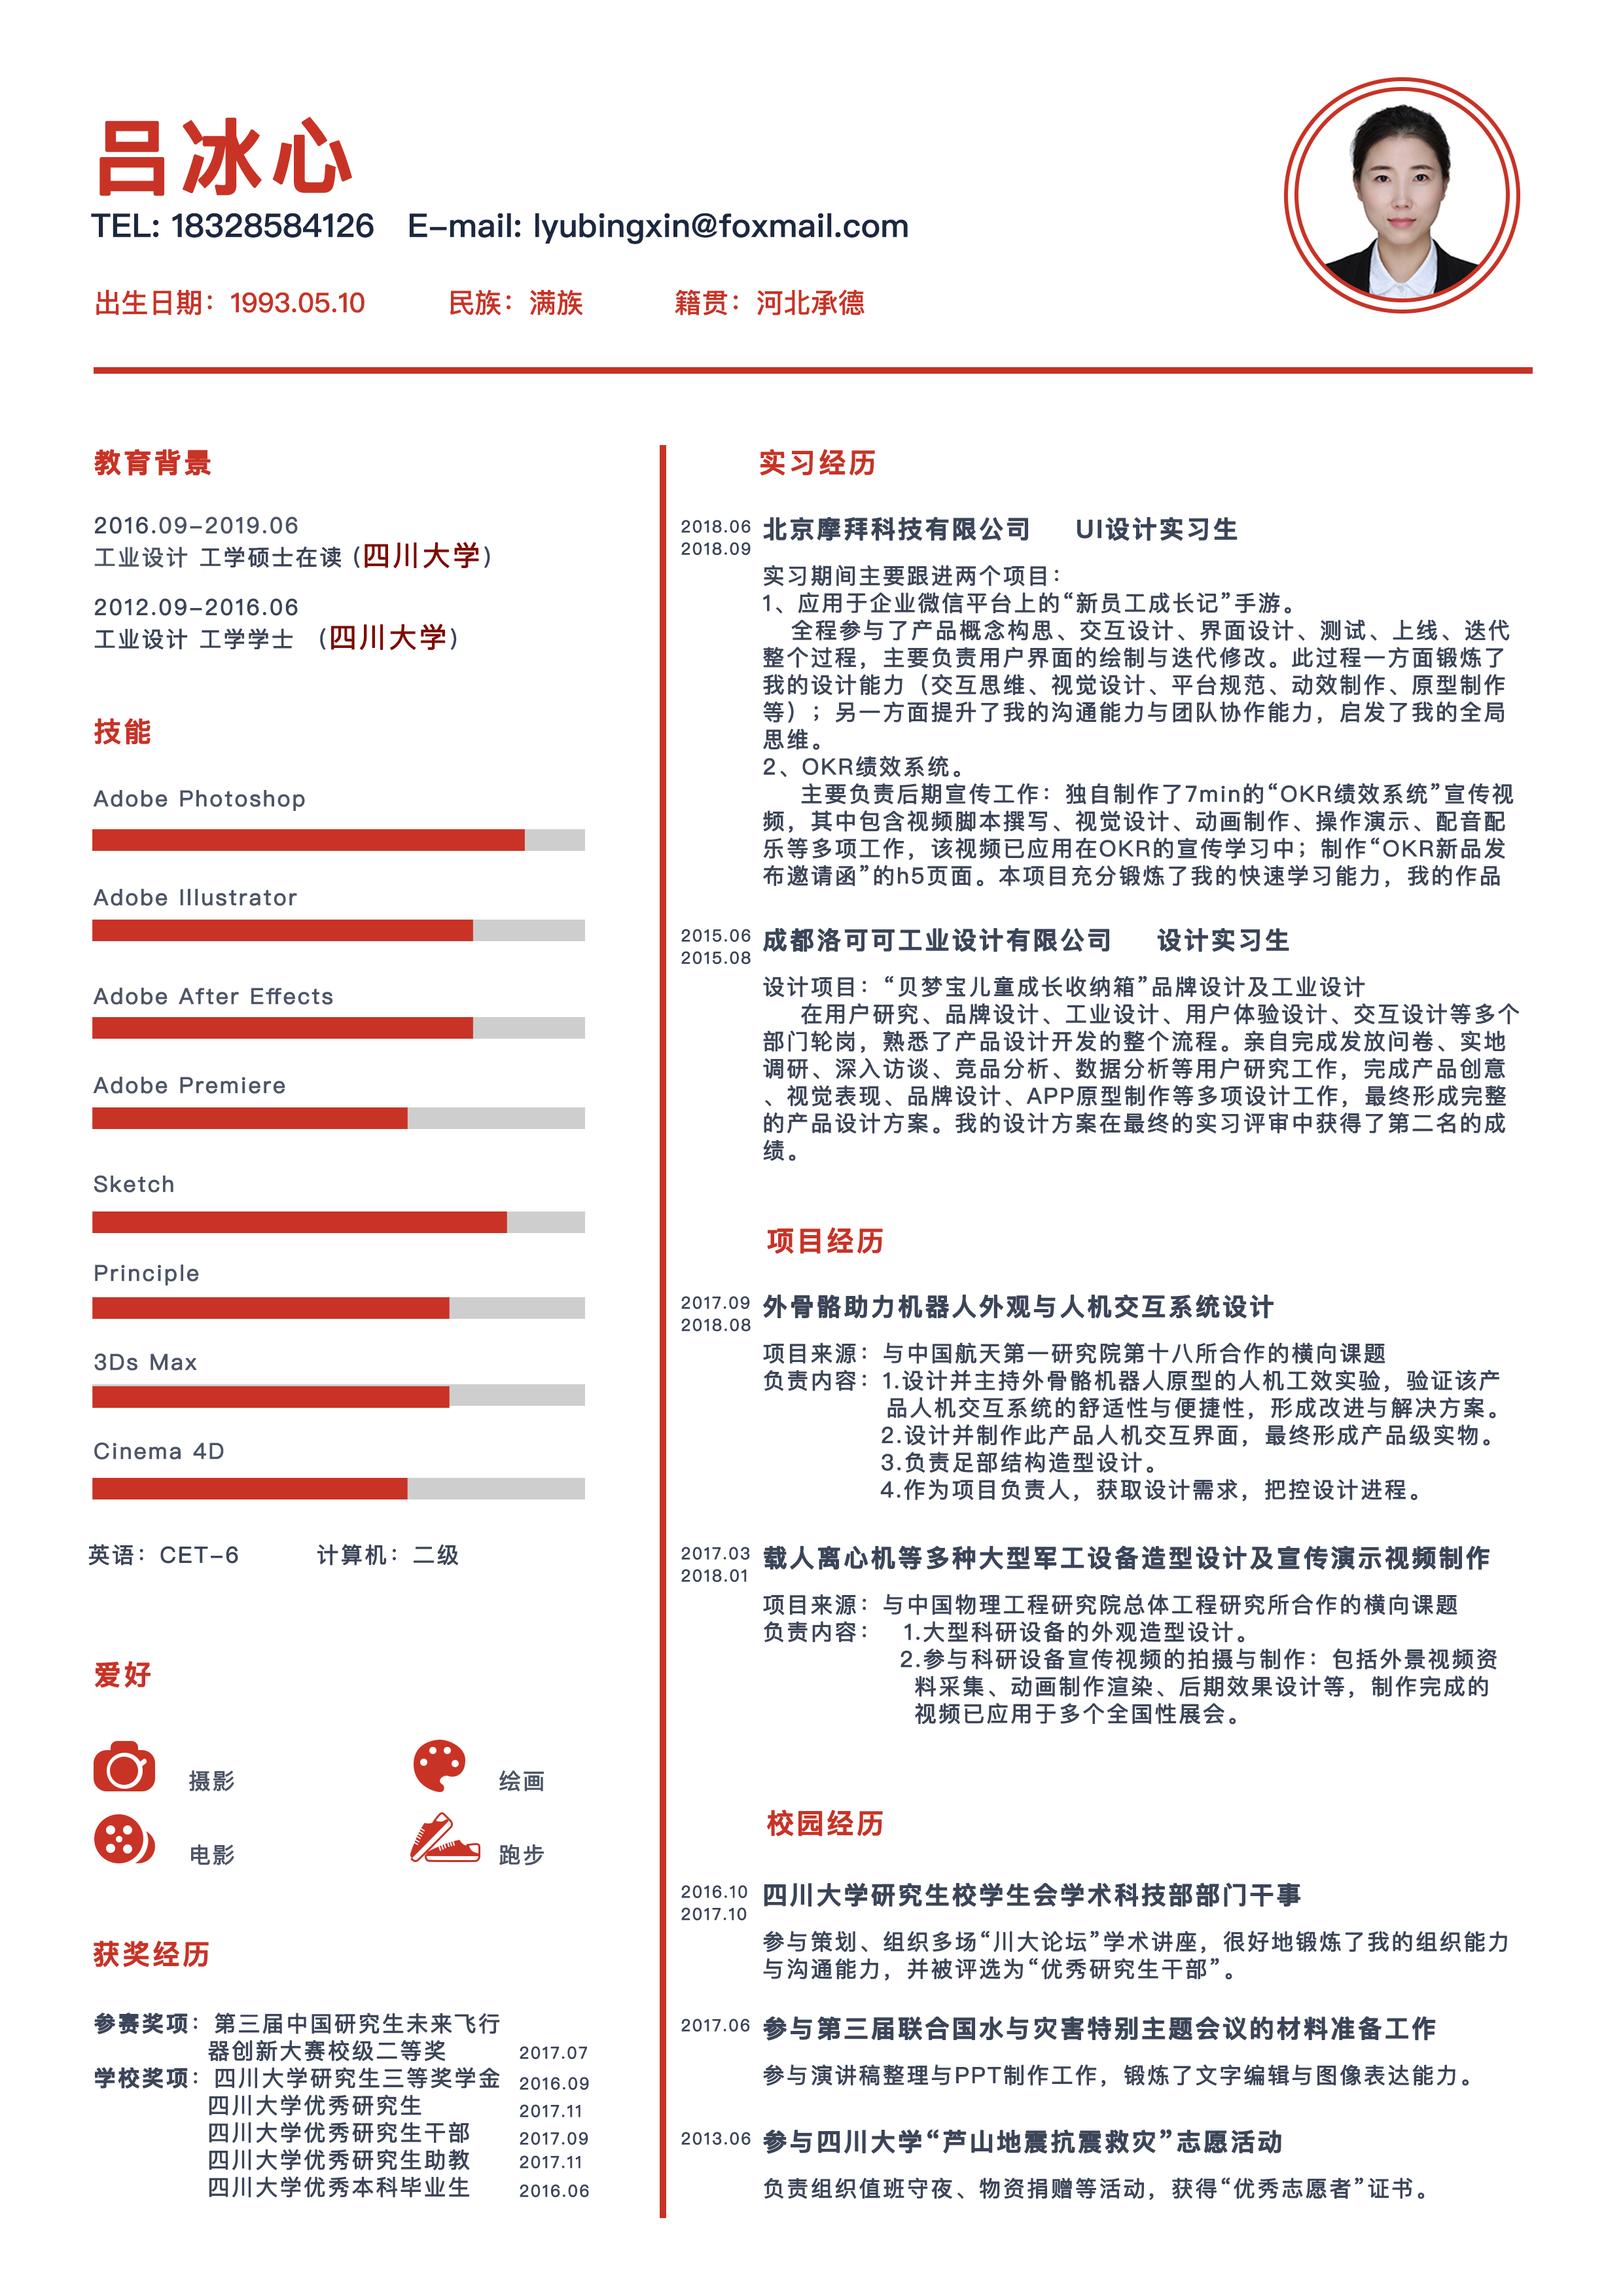 吕冰心
TEL: 18328584126 E-mail: lyubingxin@foxmail.com
出生日期：1993.05.10 民族：满族 籍贯：河北承德
教育背景
2016.09-2019.06
工业设计 工学硕士在读（四川大学）
2012.09-2016.06
工业设计 工学学士 （四川大学）
技能
Adobe Photoshop
Adobe Illustrator
Adobe After Effects
Adobe Premiere
Sketch
Principle
3Ds Max
Cinema 4D
英语：CET-6 计算机：二级
爱好
摄影 绘画
电影 跑步
获奖经历
参赛奖项：第三届中国研究生未来飞行
器创新大赛校级二等奖 2017.07
学校奖项：四川大学研究生三等奖学金 2016.09
四川大学优秀研究生 2017.11
四川大学优秀研究生干部 2017.09
四川大学优秀研究生助教 2017.11
四川大学优秀本科毕业生 2016.06
实习经历
2018.06 北京摩拜科技有限公司 UI设计实习生
2018.09
实习期间主要跟进两个项目：
1、应用于企业微信平台上的“新员工成长记”手游。
全程参与了产品概念构思、交互设计、界面设计、测试、上线、迭代
整个过程，主要负责用户界面的绘制与迭代修改。此过程一方面锻炼了
我的设计能力（交互思维、视觉设计、平台规范、动效制作、原型制作
等）；另一方面提升了我的沟通能力与团队协作能力，启发了我的全局
思维。
2、OKR绩效系统。
主要负责后期宣传工作：独自制作了7min的“OKR绩效系统”宣传视
频，其中包含视频脚本撰写、视觉设计、动画制作、操作演示、配音配
乐等多项工作，该视频已应用在OKR的宣传学习中；制作“OKR新品发
布邀请函”的h5页面。本项目充分锻炼了我的快速学习能力，我的作品
2015.06 成都洛可可工业设计有限公司 设计实习生
2015.08
设计项目：“贝梦宝儿童成长收纳箱”品牌设计及工业设计
在用户研究、品牌设计、工业设计、用户体验设计、交互设计等多个
部门轮岗，熟悉了产品设计开发的整个流程。亲自完成发放问卷、实地
调研、深入访谈、竞品分析、数据分析等用户研究工作，完成产品创意
、视觉表现、品牌设计、APP原型制作等多项设计工作，最终形成完整
的产品设计方案。我的设计方案在最终的实习评审中获得了第二名的成
绩。
项目经历
2017.09 外骨骼助力机器人外观与人机交互系统设计
2018.08
项目来源：与中国航天第一研究院第十八所合作的横向课题
负责内容：1.设计并主持外骨骼机器人原型的人机工效实验，验证该产
品人机交互系统的舒适性与便捷性，形成改进与解决方案。
2.设计并制作此产品人机交互界面，最终形成产品级实物。
3.负责足部结构造型设计。
4.作为项目负责人，获取设计需求，把控设计进程。
2017.03 载人离心机等多种大型军工设备造型设计及宣传演示视频制作
2018.01
项目来源：与中国物理工程研究院总体工程研究所合作的横向课题
负责内容： 1.大型科研设备的外观造型设计。
2.参与科研设备宣传视频的拍摄与制作：包括外景视频资
料采集、动画制作渲染、后期效果设计等，制作完成的
视频已应用于多个全国性展会。
校园经历
2016.10 四川大学研究生校学生会学术科技部部门干事
2017.10
参与策划、组织多场“川大论坛”学术讲座，很好地锻炼了我的组织能力
与沟通能力，并被评选为“优秀研究生干部”。
2017.06 参与第三届联合国水与灾害特别主题会议的材料准备工作
参与演讲稿整理与PPT制作工作，锻炼了文字编辑与图像表达能力。
2013.06 参与四川大学“芦山地震抗震救灾”志愿活动
负责组织值班守夜、物资捐赠等活动，获得“优秀志愿者”证书。